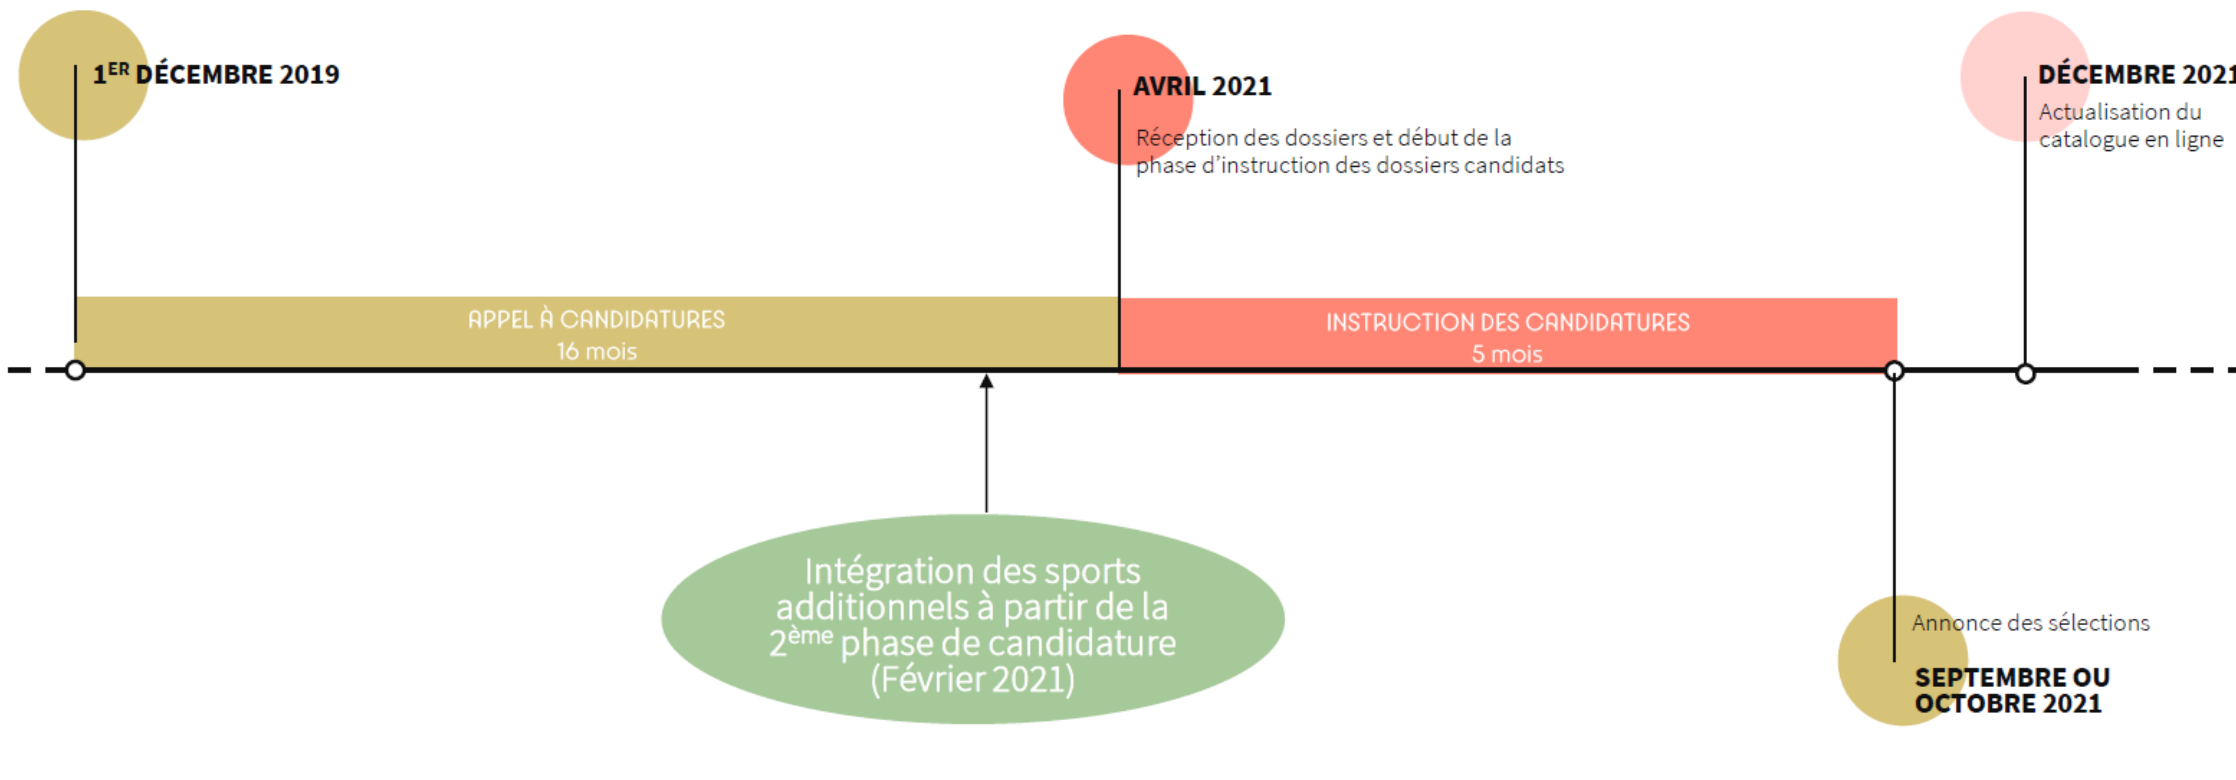 1ER DÉCEMBRE 2019
AVRIL 2021
Réception des dossiers et début de la
phase d'instruction des dossiers candidats
DÉCEMBRE 2021
Actualisation du
catalogue en ligne
APPEL À CANDIDATURES
16 mois
INSTRUCTION DES CANDIDATURES
5 mois
Intégration des sports
additionnels à partir de la
2ème phase de candidature
(Février 2021)
Annonce des sélections
SEPTEMBRE OU
OCTOBRE 2021